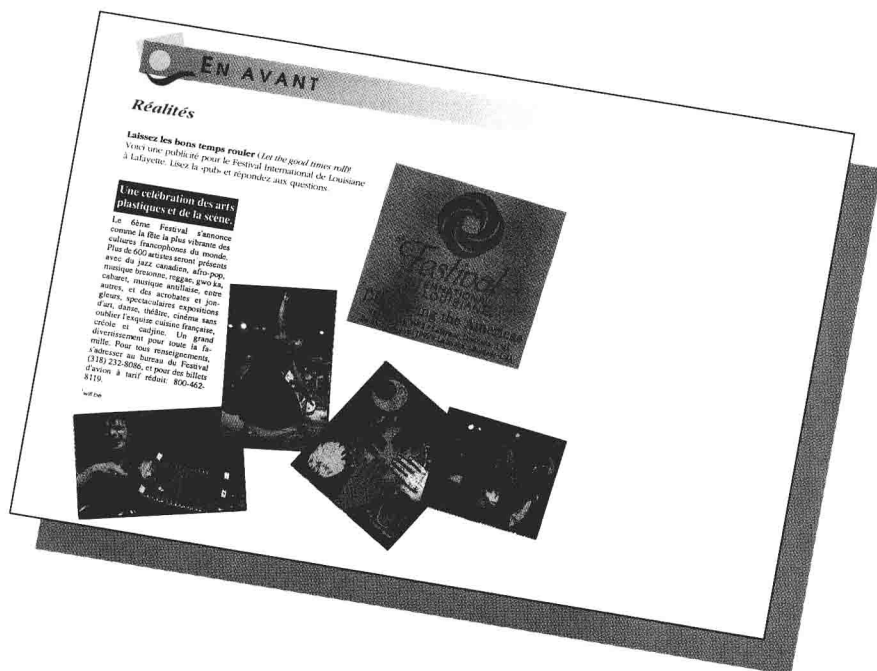 EN AVANT
Réalités
Laissez les bons temps rouler (Let the good times roll)!
Voici une publicité pour le Festival International de Louisiane
à Lafayette. Lisez la «pub» et répondez aux questions.
Une celébration des arts
plastiques et de la scène.
Le 6ème Festival s'annonce
comme la fête la plus vibrante des
cultures francophones du monde.
Plus de 600 artistes seront présents
avec du jazz canadien, afro-pop,
musique bretonne, reggae, gwo ka,
cabaret, musique antillaise, entre
autres, et des acrobates et jon-
gleurs, spectaculaires expositions
d'art, danse, théâtre, cinéma sans
oublier l'exquise cuisine française,
créole et cadjine. Un grand
divertissement pour toute la fa-
mille. Pour tous renseignements,
s'adresser au bureau du Festival
(318) 232-8086, et pour des billets
d'avion à tarif réduit: 800-462-
8119.
Festival